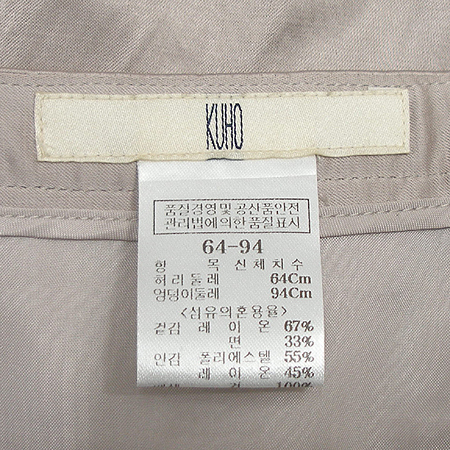 KUHO
품질경영및공산품안전
관리법에의한품질표시
64-94
항 목 신체치수
허리둘레 64Cm
엉덩이둘레 94Cm
<섬유의혼용율>
겉감 레이온 67%
면 33%
안감 폴리에스텔 55%
레이온 45%
100%